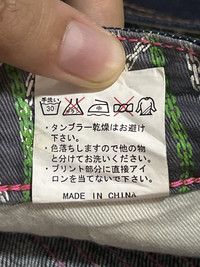 手洗い
30
・タンブラー乾燥はお避け
下さい。
・色落ちしますので他の物
と分けてお洗いください。
・プリント部分に直接アイ
ロンを当てないで下さい。
MADE IN CHINA